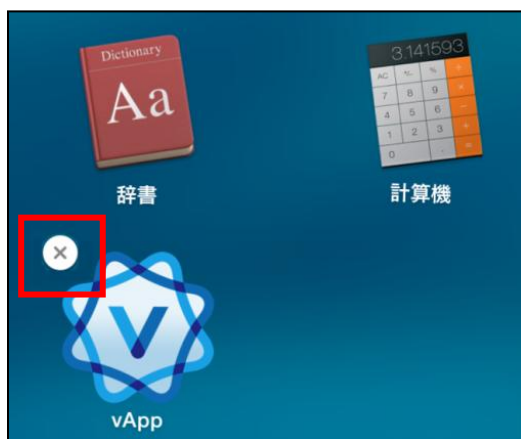 Dictionary
Aa
辞書
3.141593
AC
%
7 8 9 ×
4 5 6 −
1 2 3 +
0 . =
計算機
×
V
vApp